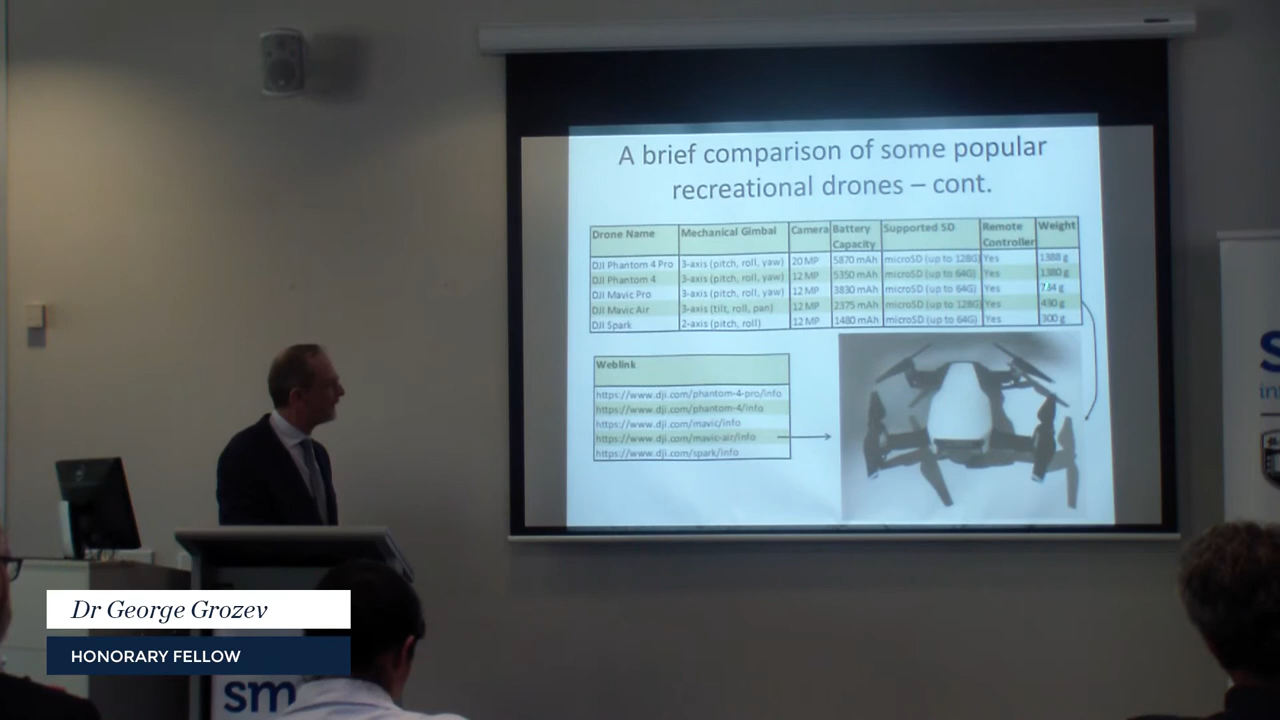 A brief comparison of some popular
recreational drones – cont.
Drone Name Mechanical Gimbal Camera Battery Capacity Supported SD Remote Controller Weight
DJI Phantom 4 Pro 3-axis (pitch, roll, yaw) 20 MP 5870 mAh microSD (up to 128G) Yes 1388 g
DJI Phantom 4 3-axis (pitch, roll, yaw) 12 MP 5350 mAh microSD (up to 64G) Yes 1380 g
DJI Mavic Pro 3-axis (pitch, roll, yaw) 12 MP 3830 mAh microSD (up to 64G) Yes 734 g
DJI Mavic Air 3-axis (tilt, roll, pan) 12 MP 2375 mAh microSD (up to 128G) Yes 430 g
DJI Spark 2-axis (pitch, roll) 12 MP 1480 mAh microSD (up to 64G) Yes 300 g
Weblink
https://www.dji.com/phantom-4-pro/info
https://www.dji.com/phantom-4/info
https://www.dji.com/mavic/info
https://www.dji.com/mavic-air/info
https://www.dji.com/spark/info
Dr George Grozev
HONORARY FELLOW
sm